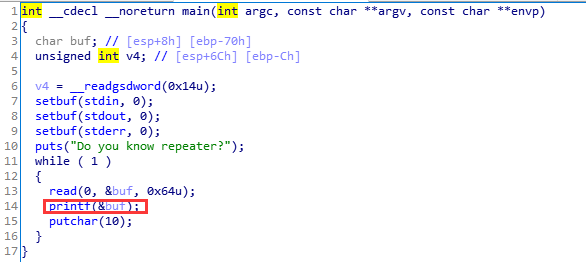 1 int __cdecl __noreturn main(int argc, const char **argv, const char **envp)
2 {
3 char buf; // [esp+8h] [ebp-70h]
4 unsigned int v4; // [esp+6Ch] [ebp-Ch]
5
6 v4 = __readgsdword(0x14u);
7 setbuf(stdin, 0);
8 setbuf(stdout, 0);
9 setbuf(stderr, 0);
10 puts("Do you know repeater?");
11 while ( 1 )
12 {
13 read(0, &buf, 0x64u);
14 printf(&buf);
15 putchar(10);
16 }
17 }